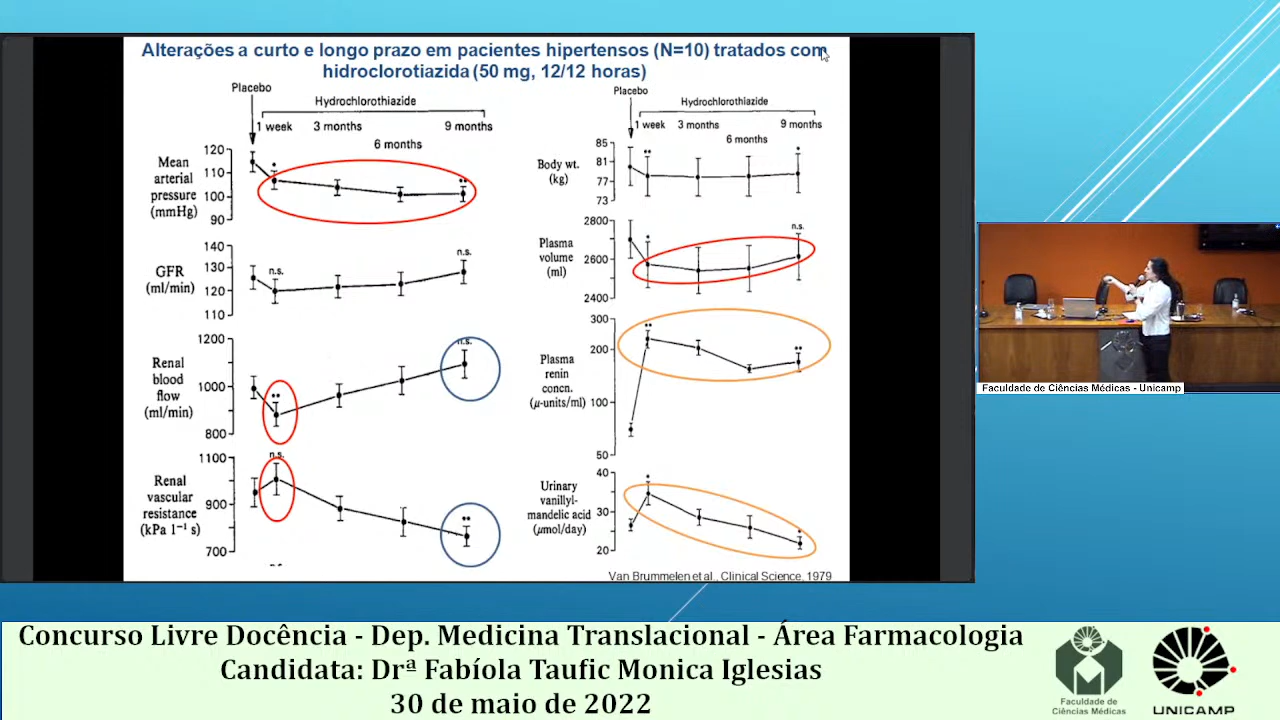 Alterações a curto e longo prazo em pacientes hipertensos (N=10) tratados com
hidroclorotiazida (50 mg, 12/12 horas)
Placebo
Hydrochlorothiazide
1 week
3 months
6 months
9 months
Mean
arterial
pressure
(mmHg)
120
110
100
90
*
**
GFR
(ml/min)
140
130
120
110
n.s.
n.s.
Renal
blood
flow
(ml/min)
1200
1000
800
**
n.s.
Renal
vascular
resistance
(kPa l⁻¹ s)
1100
900
700
n.s.
**
Placebo
Hydrochlorothiazide
1 week
3 months
6 months
9 months
Body wt.
(kg)
85
81
77
73
**
*
Plasma
volume
(ml)
2800
2600
2400
*
n.s.
Plasma
renin
concn.
(μ-units/ml)
300
200
100
50
**
**
Urinary
vanillyl-
mandelic acid
(μmol/day)
40
30
20
*
*
Van Brummelen et al., Clinical Science, 1979
Faculdade de Ciências Médicas - Unicamp
Concurso Livre Docência - Dep. Medicina Translacional - Área Farmacologia
Candidata: Drª Fabíola Taufic Monica Iglesias
30 de maio de 2022
Faculdade de
Ciências Médicas
UNICAMP